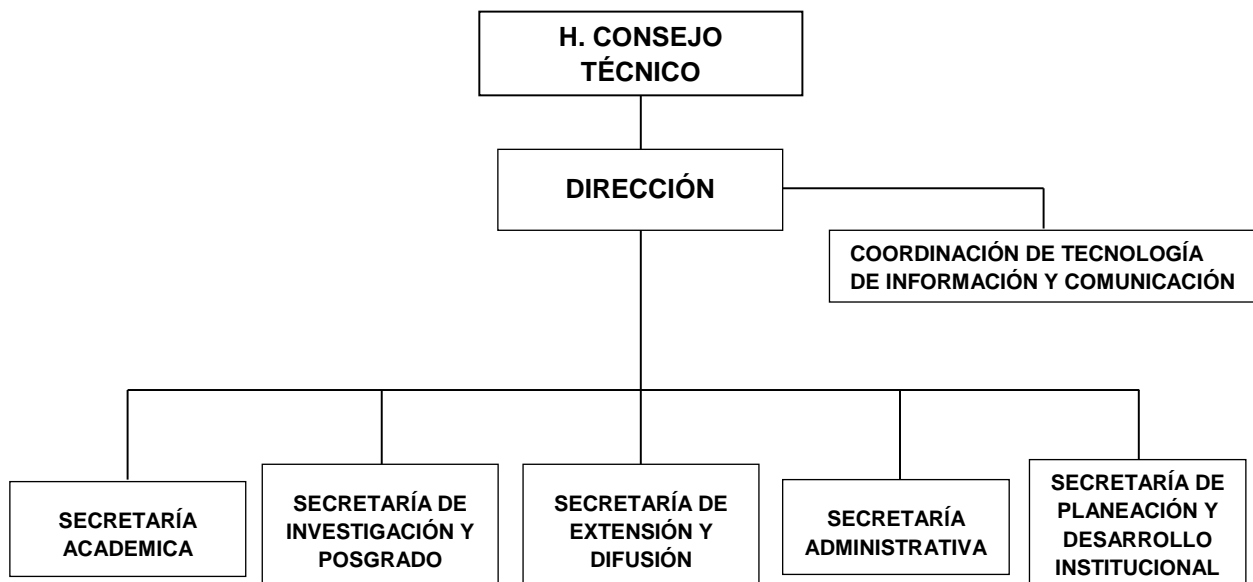 H. CONSEJO
TÉCNICO
DIRECCIÓN
COORDINACIÓN DE TECNOLOGÍA
DE INFORMACIÓN Y COMUNICACIÓN
SECRETARÍA
ACADEMICA
SECRETARÍA DE
INVESTIGACIÓN Y
POSGRADO
SECRETARÍA DE
EXTENSIÓN Y
DIFUSIÓN
SECRETARÍA
ADMINISTRATIVA
SECRETARÍA DE
PLANEACIÓN Y
DESARROLLO
INSTITUCIONAL